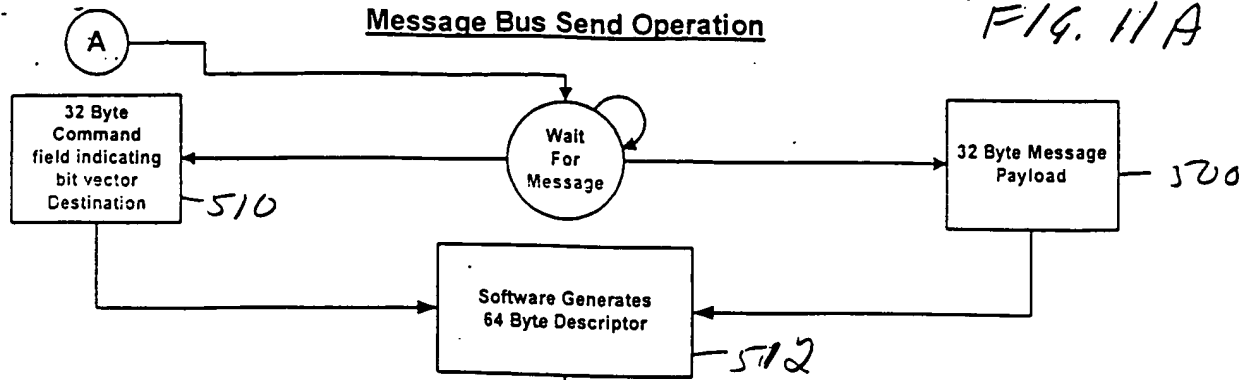 Message Bus Send Operation
FIG. 11A
A
32 Byte
Command
field indicating
bit vector
Destination
510
Wait
For
Message
32 Byte Message
Payload
500
Software Generates
64 Byte Descriptor
512